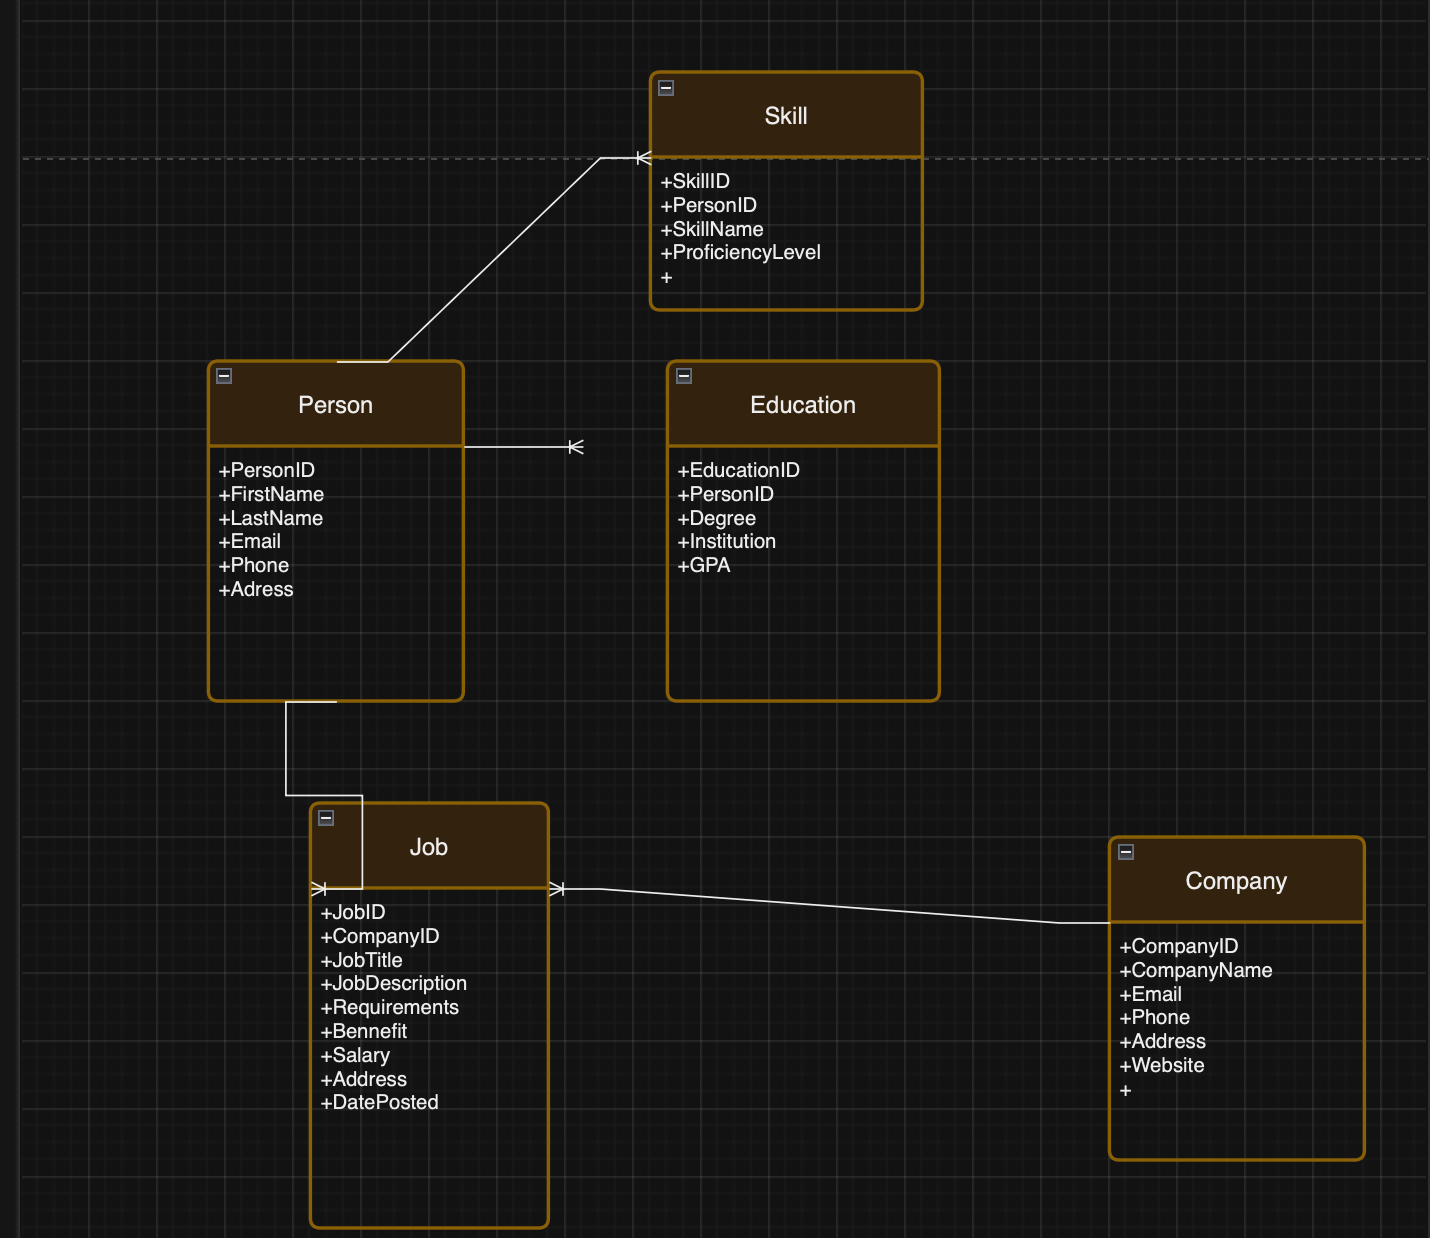 Skill
+SkillID
+PersonID
+SkillName
+ProficiencyLevel
+
Person
+PersonID
+FirstName
+LastName
+Email
+Phone
+Adress
Education
+EducationID
+PersonID
+Degree
+Institution
+GPA
Job
+JobID
+CompanyID
+JobTitle
+JobDescription
+Requirements
+Bennefit
+Salary
+Address
+DatePosted
Company
+CompanyID
+CompanyName
+Email
+Phone
+Address
+Website
+